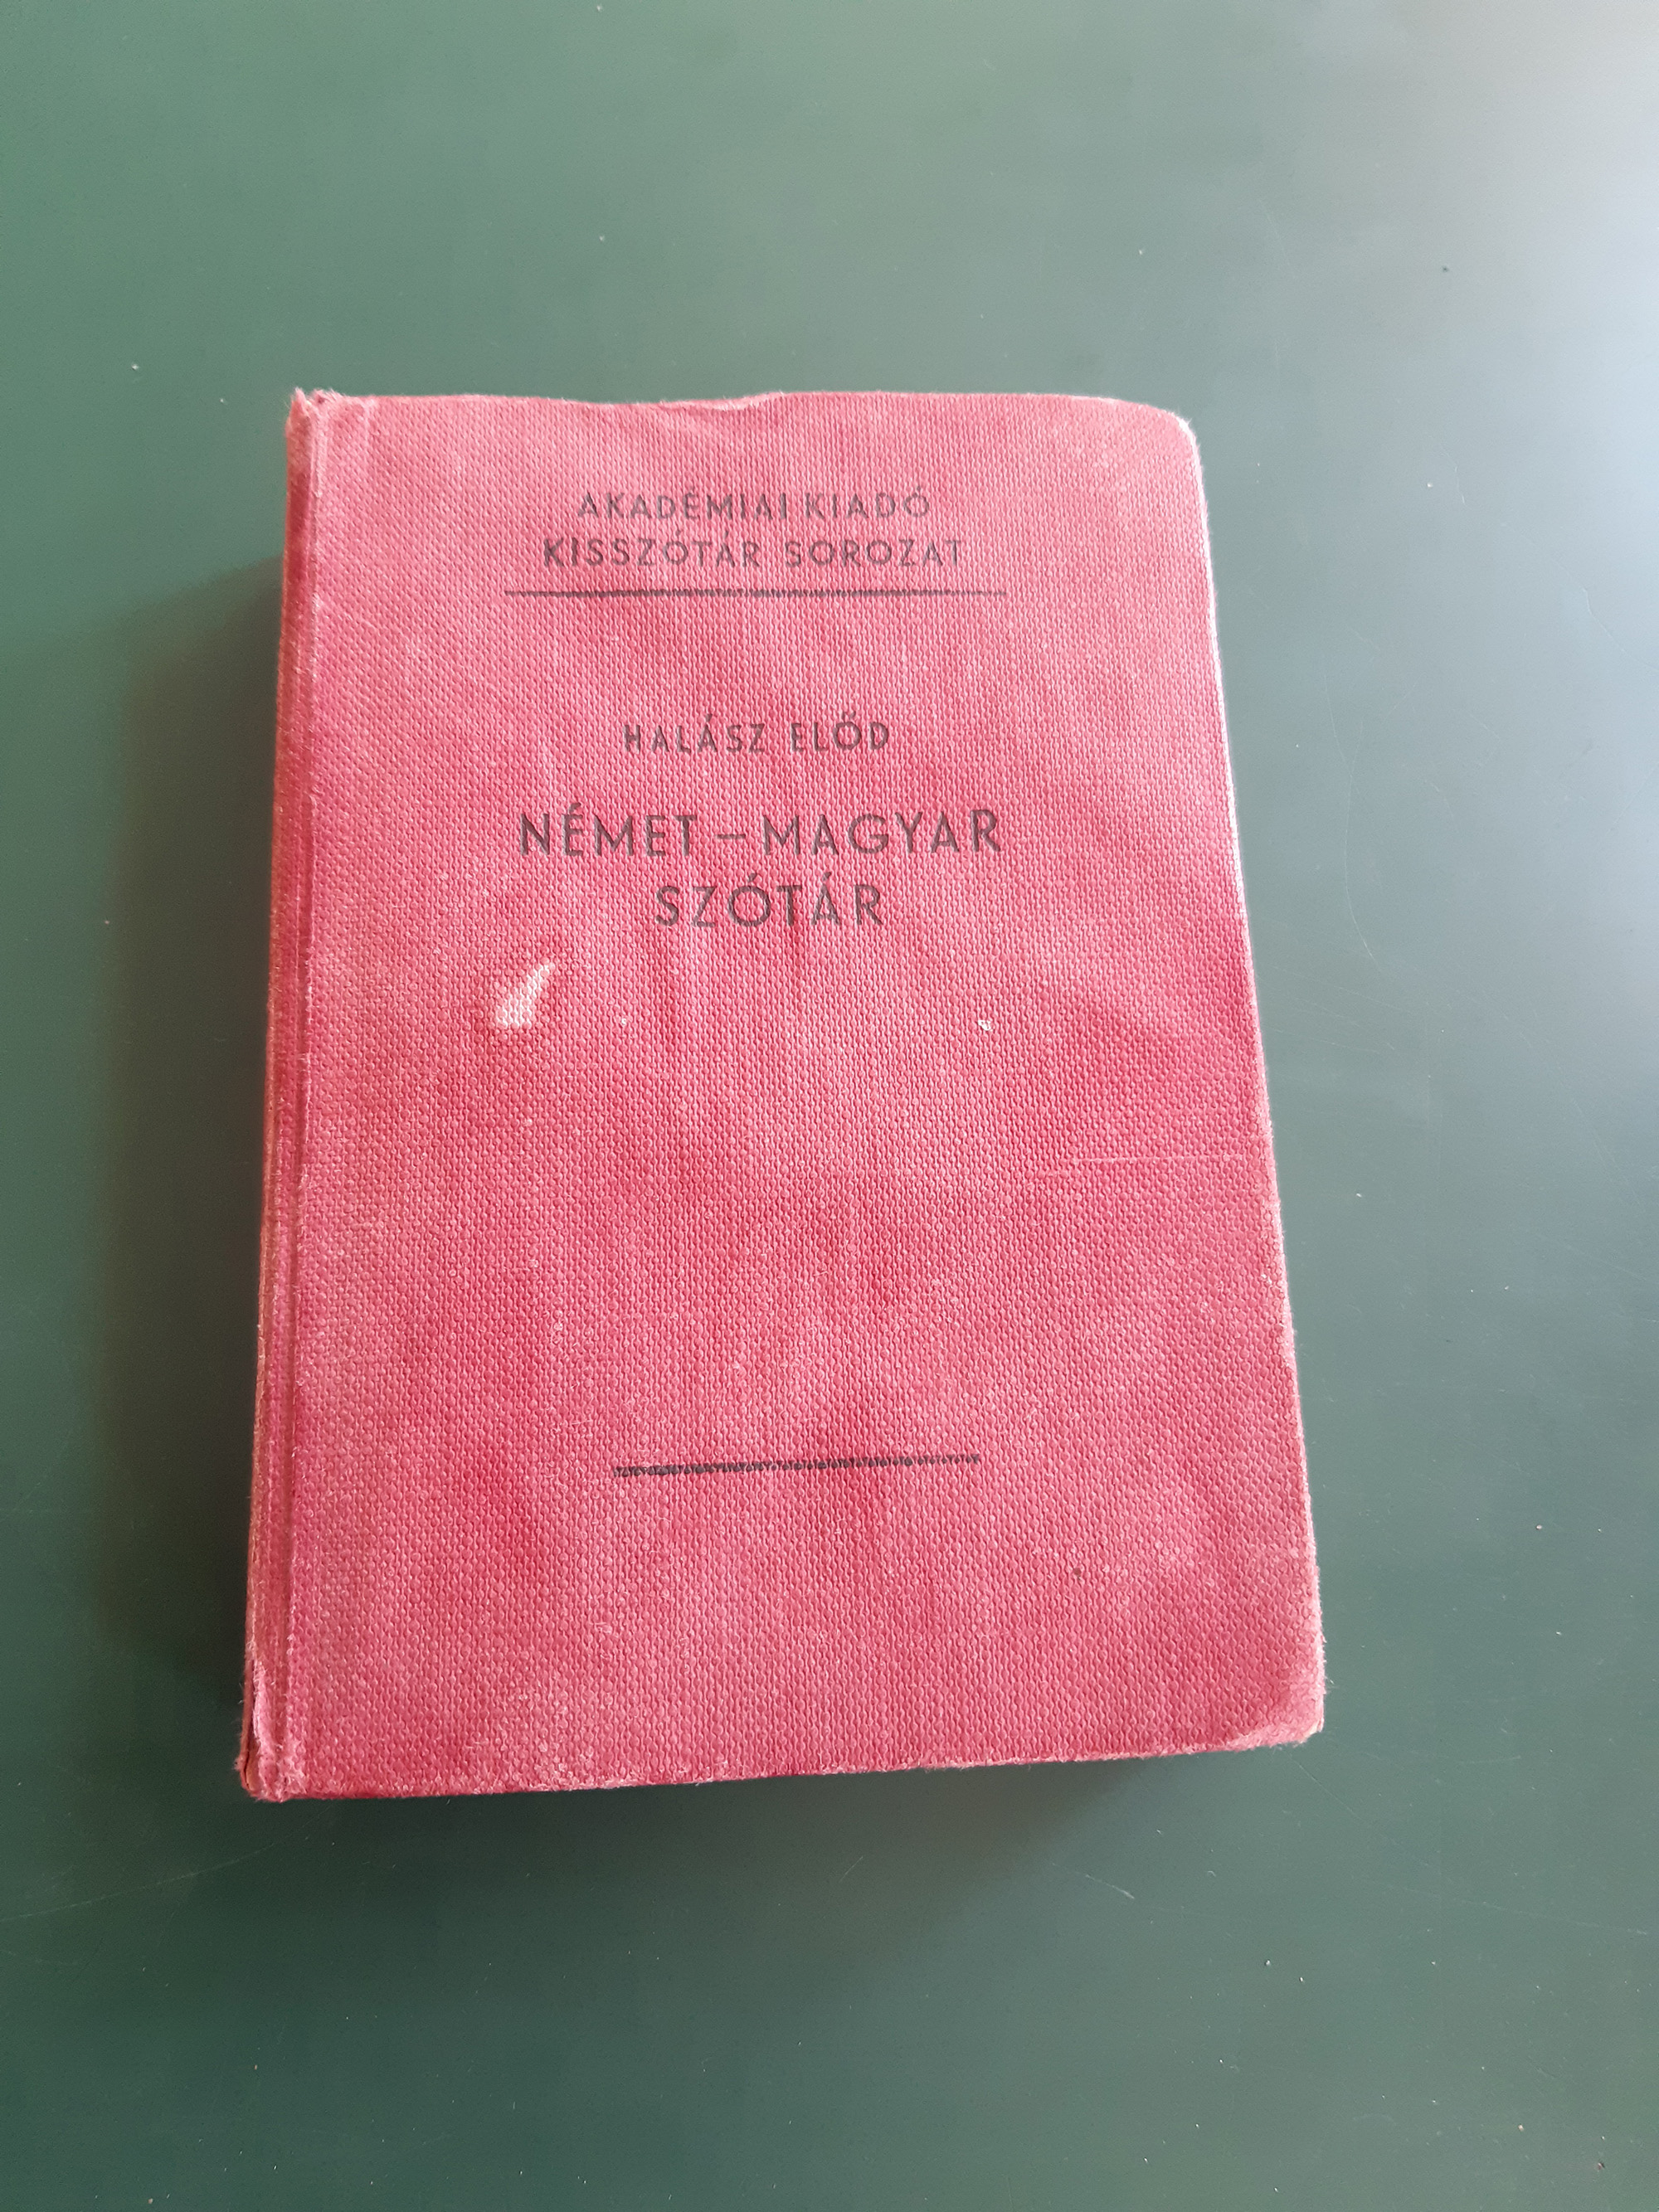 AKADÉMIAI KIADÓ
KISSZÓTÁR SOROZAT
HALÁSZ ELŐD
NÉMET – MAGYAR
SZÓTÁR